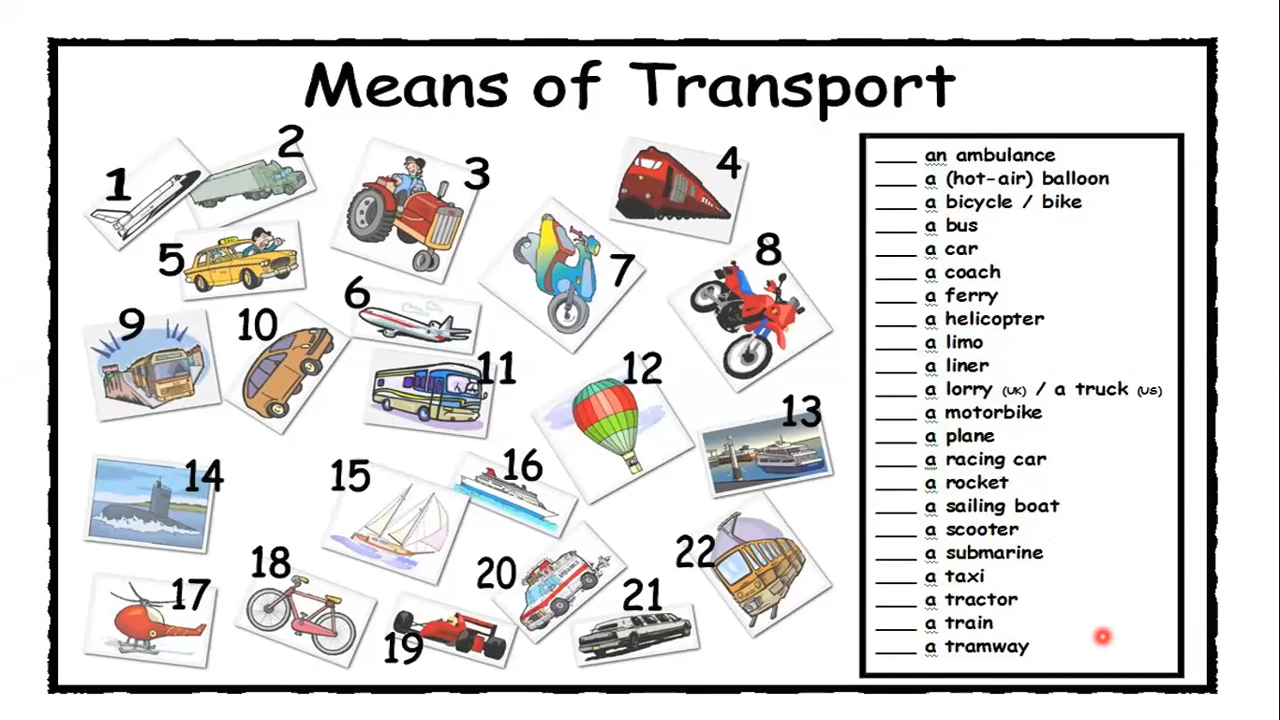 Means of Transport
1
2
3
4
5
6
7
8
9
10
11
12
13
14
15
16
17
18
19
20
21
22
TAXI
____ an ambulance
____ a (hot-air) balloon
____ a bicycle / bike
____ a bus
____ a car
____ a coach
____ a ferry
____ a helicopter
____ a limo
____ a liner
____ a lorry (UK) / a truck (US)
____ a motorbike
____ a plane
____ a racing car
____ a rocket
____ a sailing boat
____ a scooter
____ a submarine
____ a taxi
____ a tractor
____ a train
____ a tramway